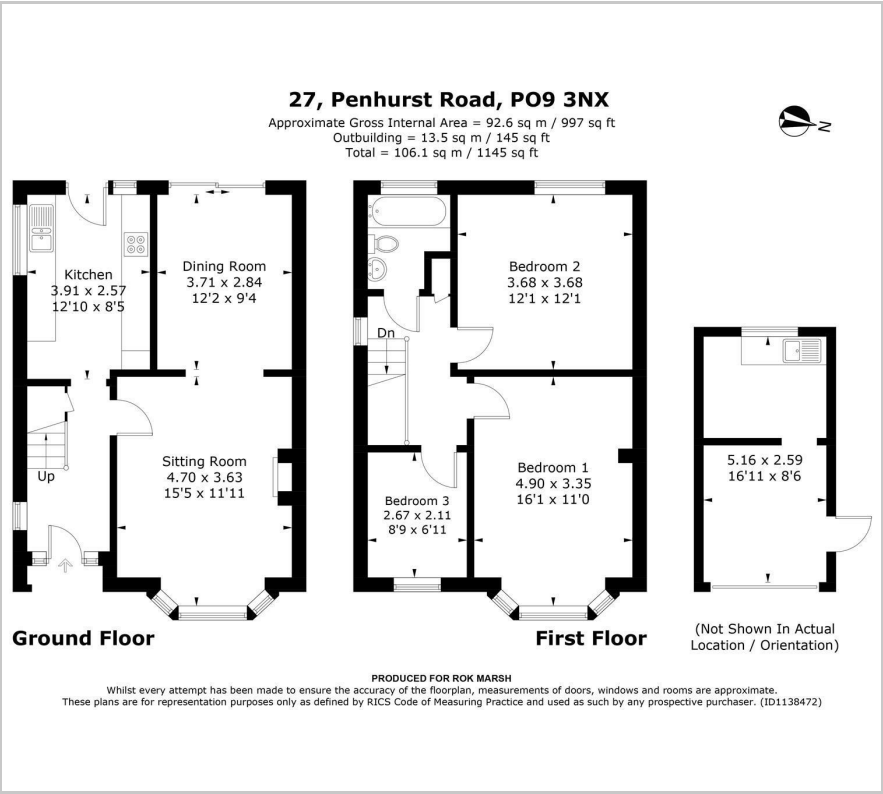 27, Penhurst Road, PO9 3NX
Approximate Gross Internal Area = 92.6 sq m / 997 sq ft
Outbuilding = 13.5 sq m / 145 sq ft
Total = 106.1 sq m / 1145 sq ft
N
Kitchen
3.91 x 2.57
12'10 x 8'5
Dining Room
3.71 x 2.84
12'2 x 9'4
Up
Sitting Room
4.70 x 3.63
15'5 x 11'11
Ground Floor
Bedroom 2
3.68 x 3.68
12'1 x 12'1
Dn
Bedroom 3
2.67 x 2.11
8'9 x 6'11
Bedroom 1
4.90 x 3.35
16'1 x 11'0
First Floor
5.16 x 2.59
16'11 x 8'6
(Not Shown In Actual
Location / Orientation)
PRODUCED FOR ROK MARSH
Whilst every attempt has been made to ensure the accuracy of the floorplan, measurements of doors, windows and rooms are approximate.
These plans are for representation purposes only as defined by RICS Code of Measuring Practice and used as such by any prospective purchaser. (ID1138472)